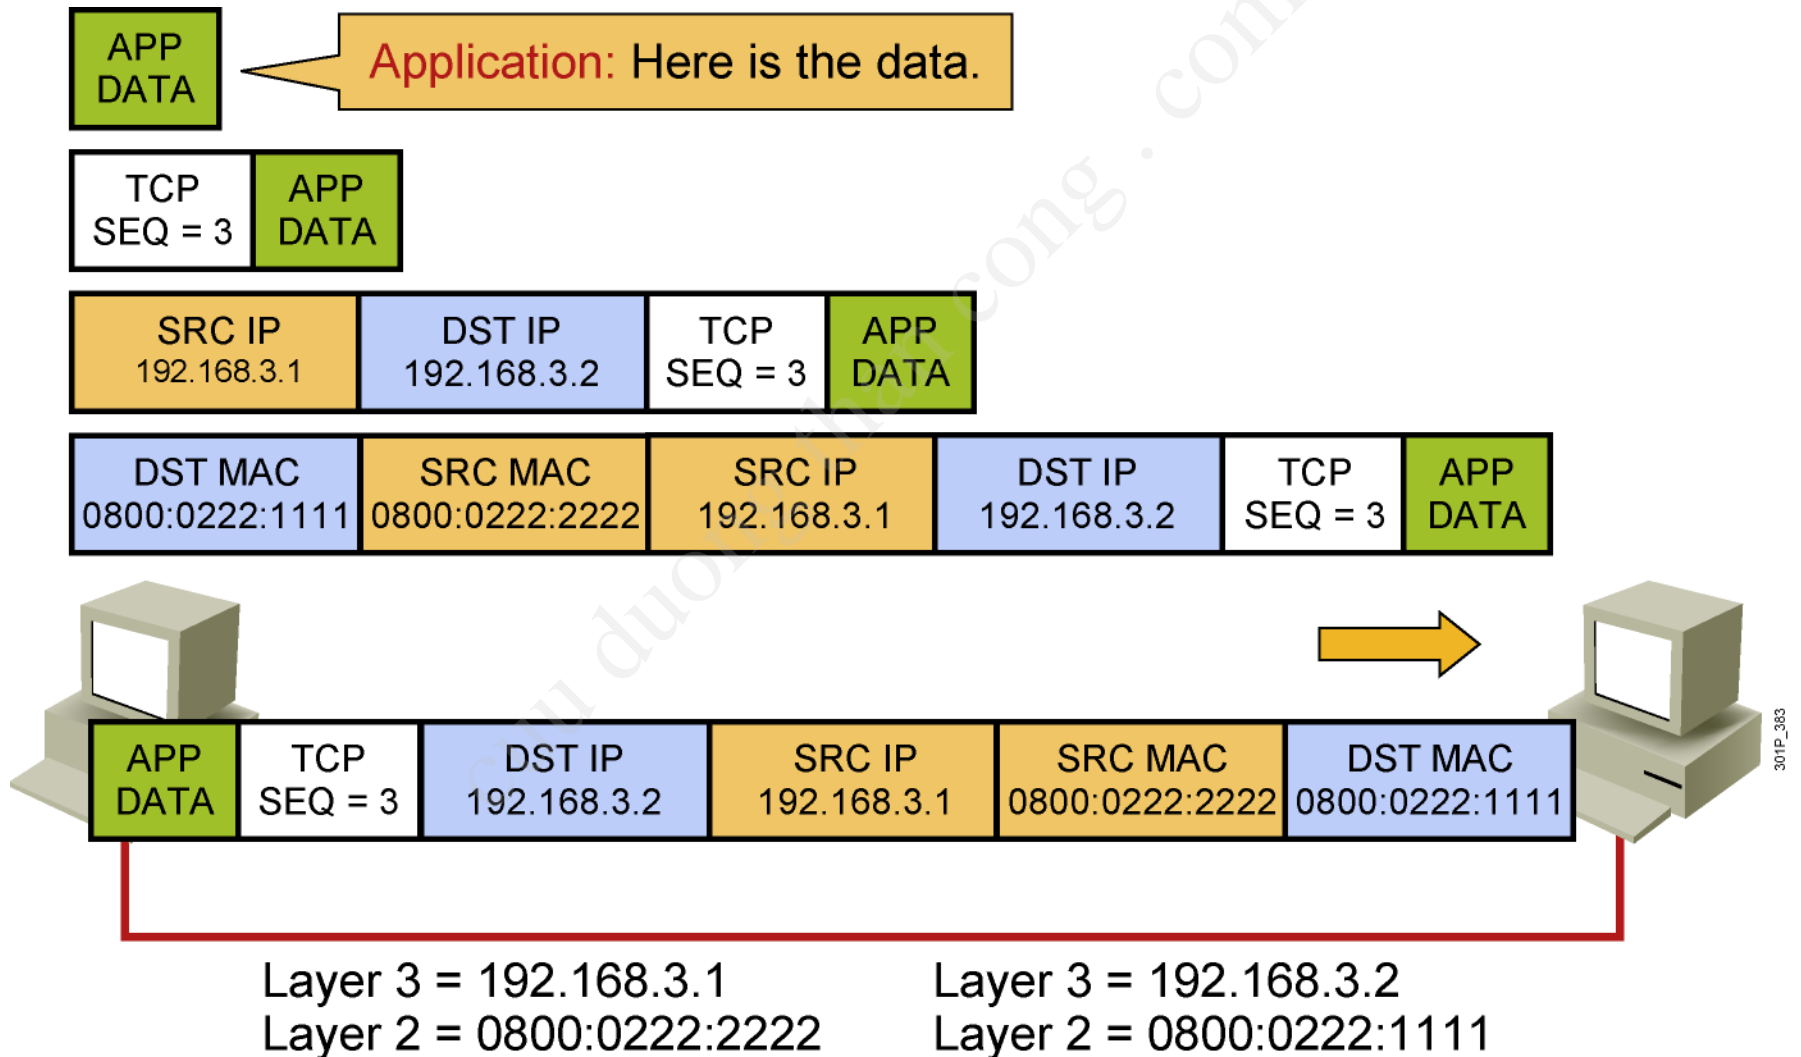 APP
DATA
Application: Here is the data.
TCP
SEQ = 3
APP
DATA
SRC IP
192.168.3.1
DST IP
192.168.3.2
TCP
SEQ = 3
APP
DATA
DST MAC
0800:0222:1111
SRC MAC
0800:0222:2222
SRC IP
192.168.3.1
DST IP
192.168.3.2
TCP
SEQ = 3
APP
DATA
APP
DATA
TCP
SEQ = 3
DST IP
192.168.3.2
SRC IP
192.168.3.1
SRC MAC
0800:0222:2222
DST MAC
0800:0222:1111
301P_383
Layer 3 = 192.168.3.1
Layer 2 = 0800:0222:2222
Layer 3 = 192.168.3.2
Layer 2 = 0800:0222:1111
cuu duong than cong . com